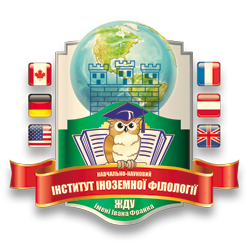 НАВЧАЛЬНО-НАУКОВИЙ
ІНСТИТУТ ІНОЗЕМНОЇ ФІЛОЛОГІЇ
ЖДУ
імені Івана Франка